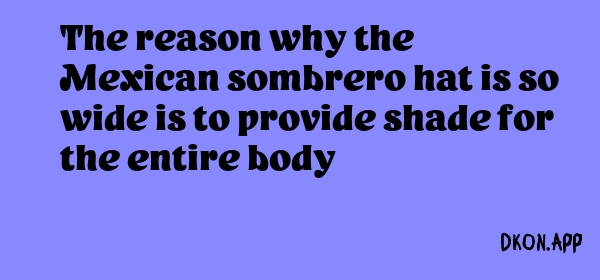 The reason why the
Mexican sombrero hat is so
wide is to provide shade for
the entire body
DKON.APP